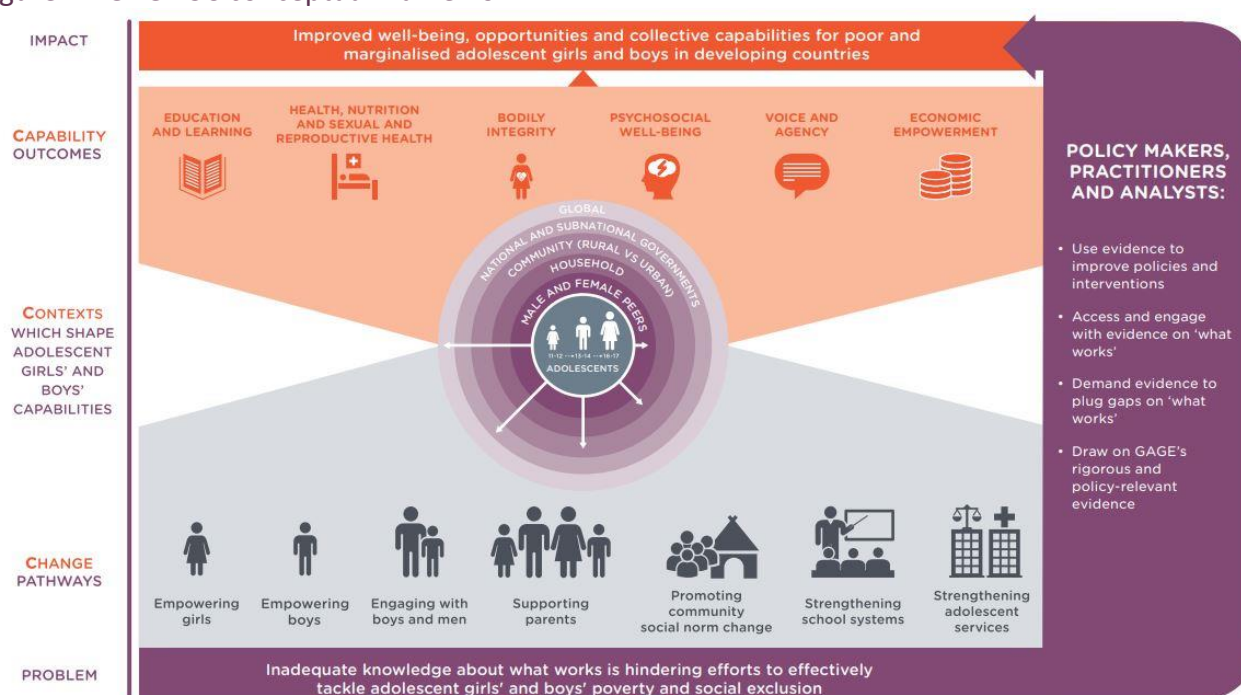 IMPACT
Improved well-being, opportunities and collective capabilities for poor and
marginalised adolescent girls and boys in developing countries
CAPABILITY
OUTCOMES
EDUCATION
AND LEARNING
HEALTH, NUTRITION
AND SEXUAL AND
REPRODUCTIVE HEALTH
BODILY
INTEGRITY
PSYCHOSOCIAL
WELL-BEING
VOICE AND
AGENCY
ECONOMIC
EMPOWERMENT
CONTEXTS
WHICH SHAPE
ADOLESCENT
GIRLS' AND
BOYS'
CAPABILITIES
GLOBAL
NATIONAL AND SUBNATIONAL GOVERNMENTS
COMMUNITY (RURAL VS URBAN)
HOUSEHOLD
MALE AND FEMALE PEERS
11-12 --→13-14 --→16-17
ADOLESCENTS
CHANGE
PATHWAYS
Empowering
girls
Empowering
boys
Engaging with
boys and men
Supporting
parents
Promoting
community
social norm change
Strengthening
school systems
Strengthening
adolescent
services
PROBLEM
Inadequate knowledge about what works is hindering efforts to effectively
tackle adolescent girls' and boys' poverty and social exclusion
POLICY MAKERS,
PRACTITIONERS
AND ANALYSTS:
• Use evidence to
improve policies and
interventions
• Access and engage
with evidence on 'what
works'
• Demand evidence to
plug gaps on 'what
works'
• Draw on GAGE's
rigorous and
policy-relevant
evidence